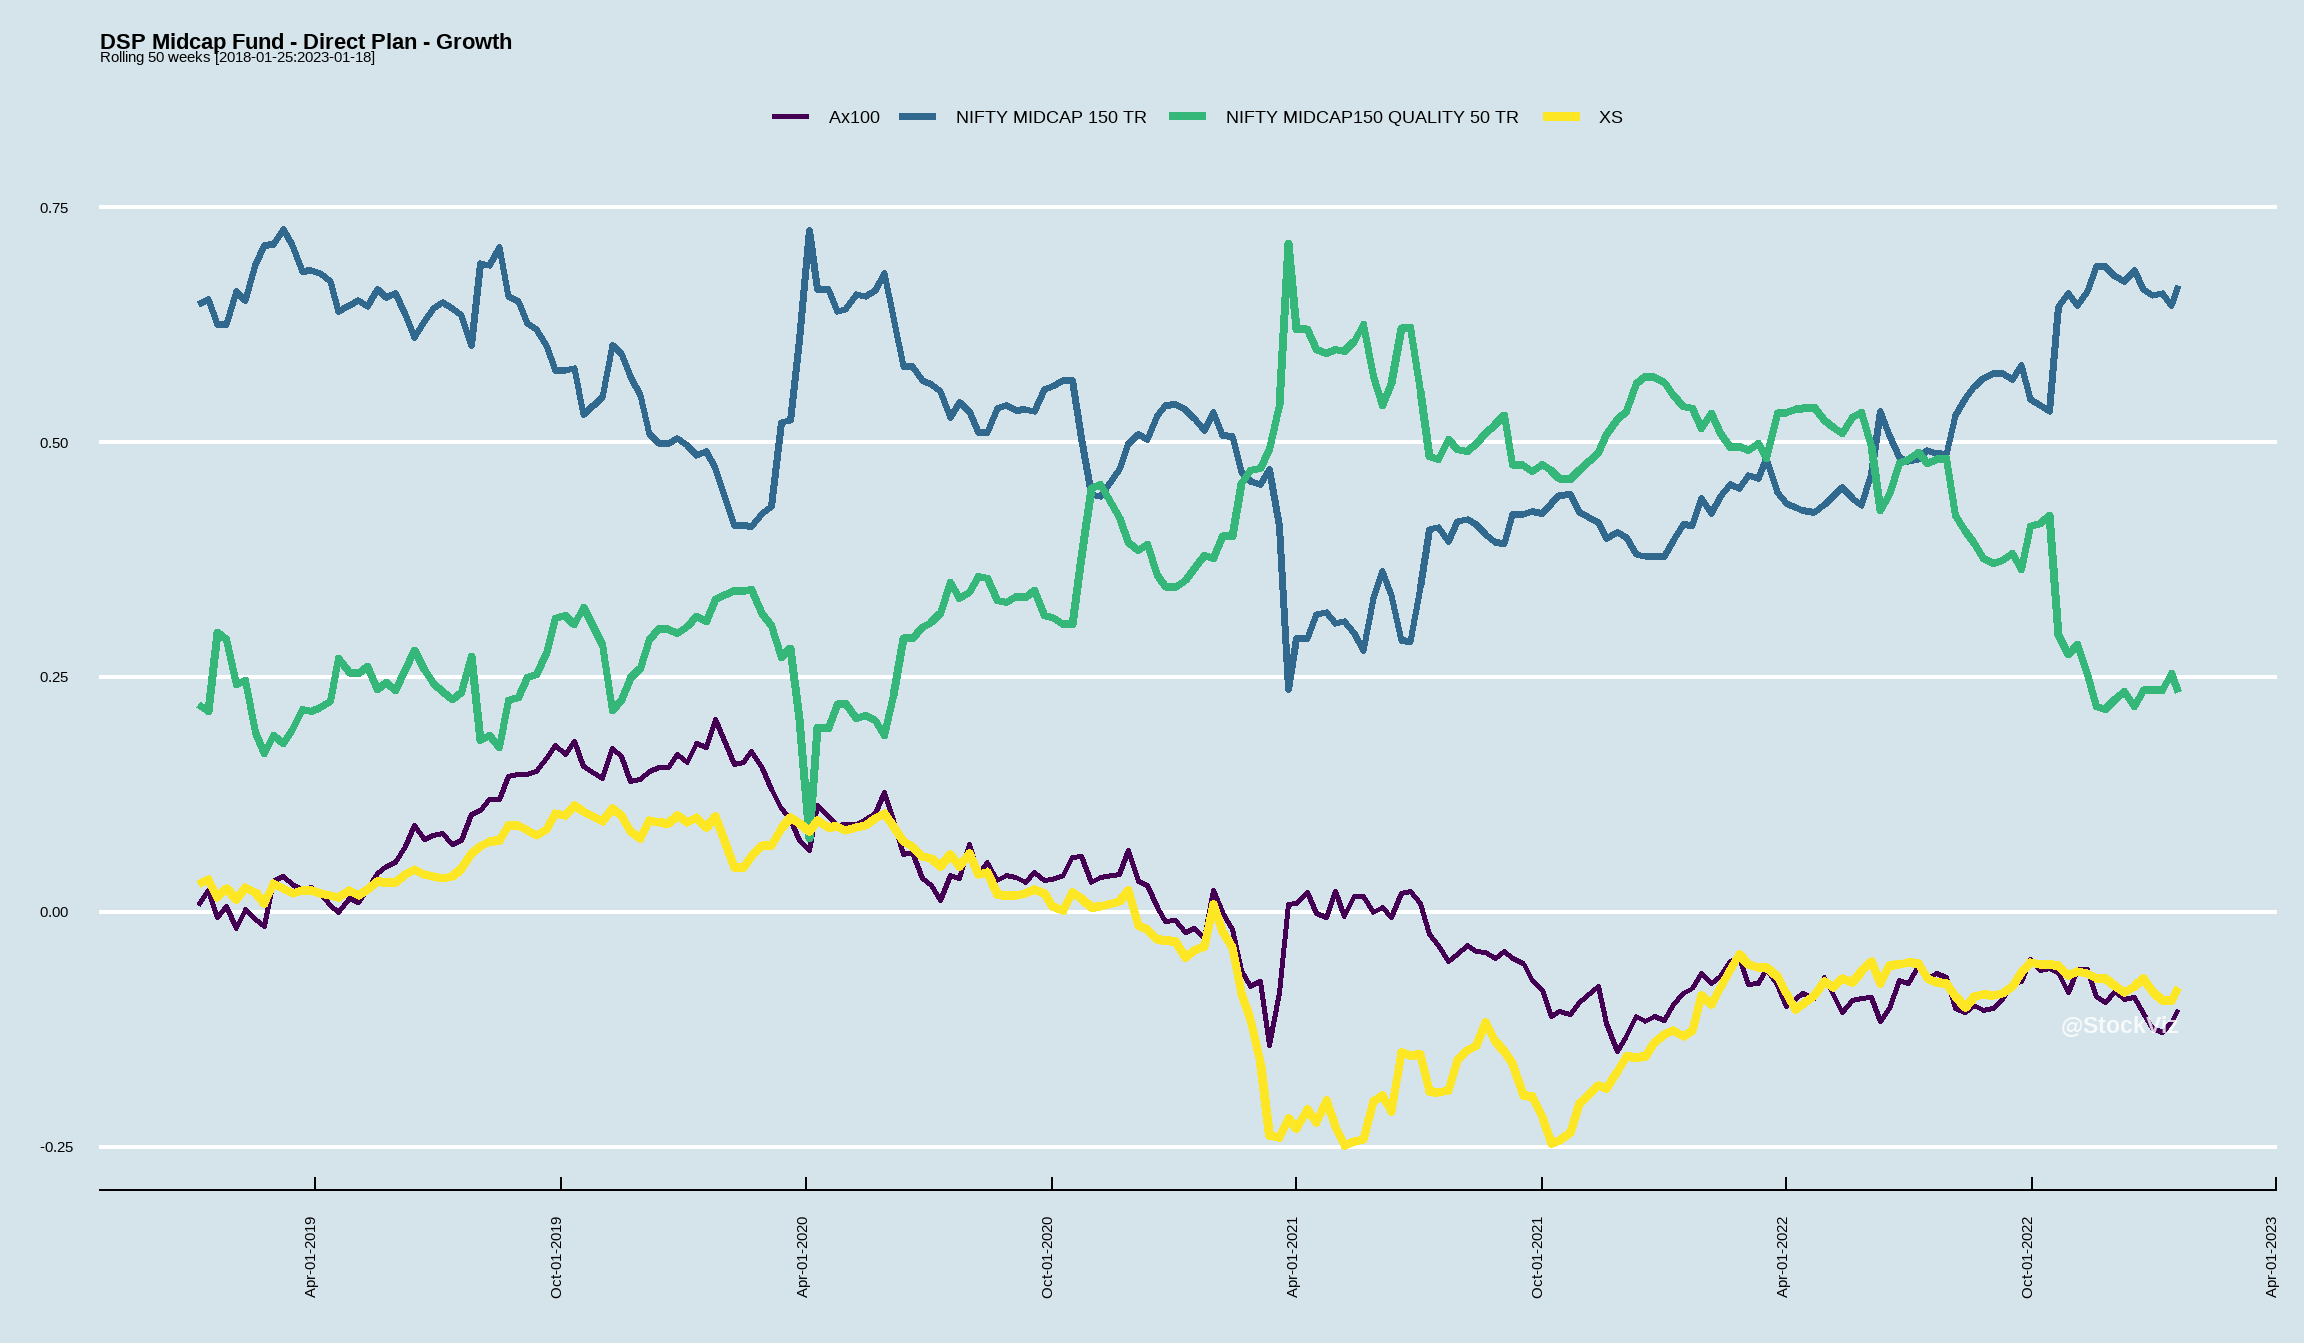 DSP Midcap Fund - Direct Plan - Growth
Rolling 50 weeks [2018-01-25:2023-01-18]
Ax100 NIFTY MIDCAP 150 TR NIFTY MIDCAP150 QUALITY 50 TR XS
0.75
0.50
0.25
0.00
@StockViz
-0.25
Apr-01-2019 Oct-01-2019 Apr-01-2020 Oct-01-2020 Apr-01-2021 Oct-01-2021 Apr-01-2022 Oct-01-2022 Apr-01-2023